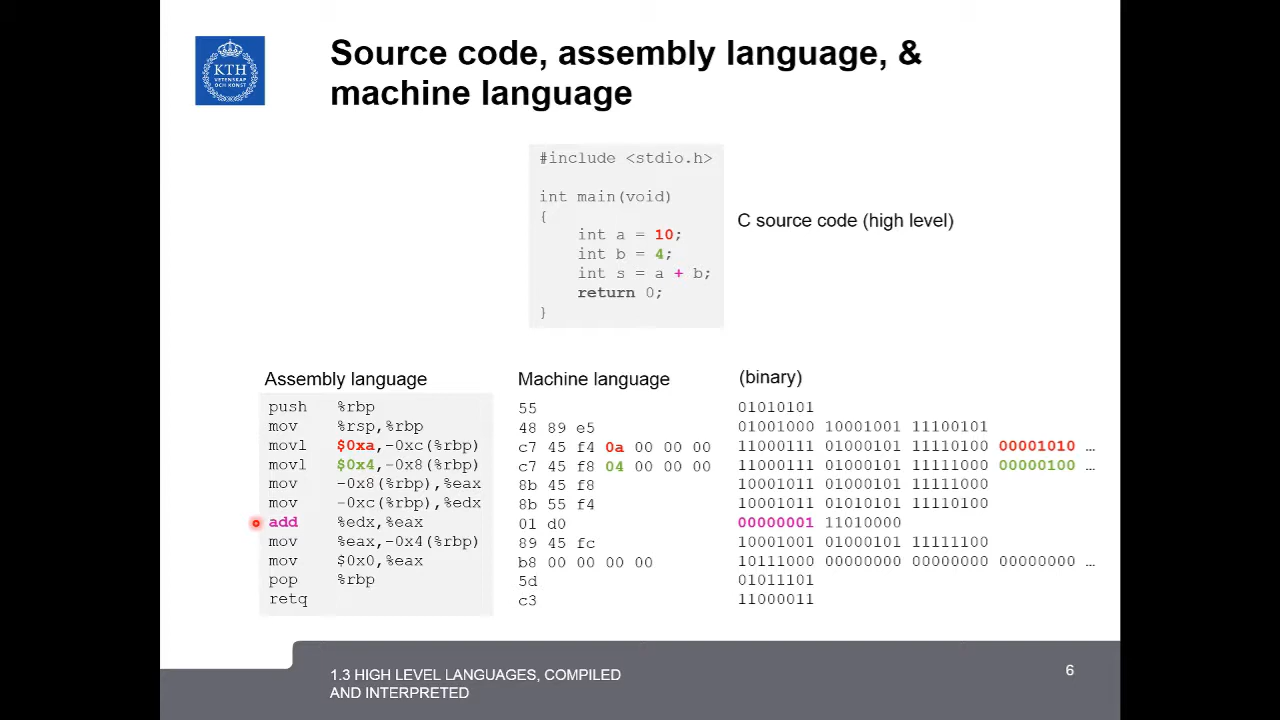 KTH
VETENSKAP
OCH KONST
Source code, assembly language, &
machine language
#include <stdio.h>
int main(void)
{
int a = 10;
int b = 4;
int s = a + b;
return 0;
}
C source code (high level)
Assembly language
push %rbp
mov %rsp,%rbp
movl $0xa,-0xc(%rbp)
movl $0x4,-0x8(%rbp)
mov -0x8(%rbp),%eax
mov -0xc(%rbp),%edx
add %edx,%eax
mov %eax,-0x4(%rbp)
mov $0x0,%eax
pop %rbp
retq
Machine language
55
48 89 e5
c7 45 f4 0a 00 00 00
c7 45 f8 04 00 00 00
8b 45 f8
8b 55 f4
01 d0
89 45 fc
b8 00 00 00 00
5d
c3
(binary)
01010101
01001000 10001001 11100101
11000111 01000101 11110100 00001010 …
11000111 01000101 11111000 00000100 …
10001011 01000101 11111000
10001011 01010101 11110100
00000001 11010000
10001001 01000101 11111100
10111000 00000000 00000000 00000000 …
01011101
11000011
1.3 HIGH LEVEL LANGUAGES, COMPILED
AND INTERPRETED
6